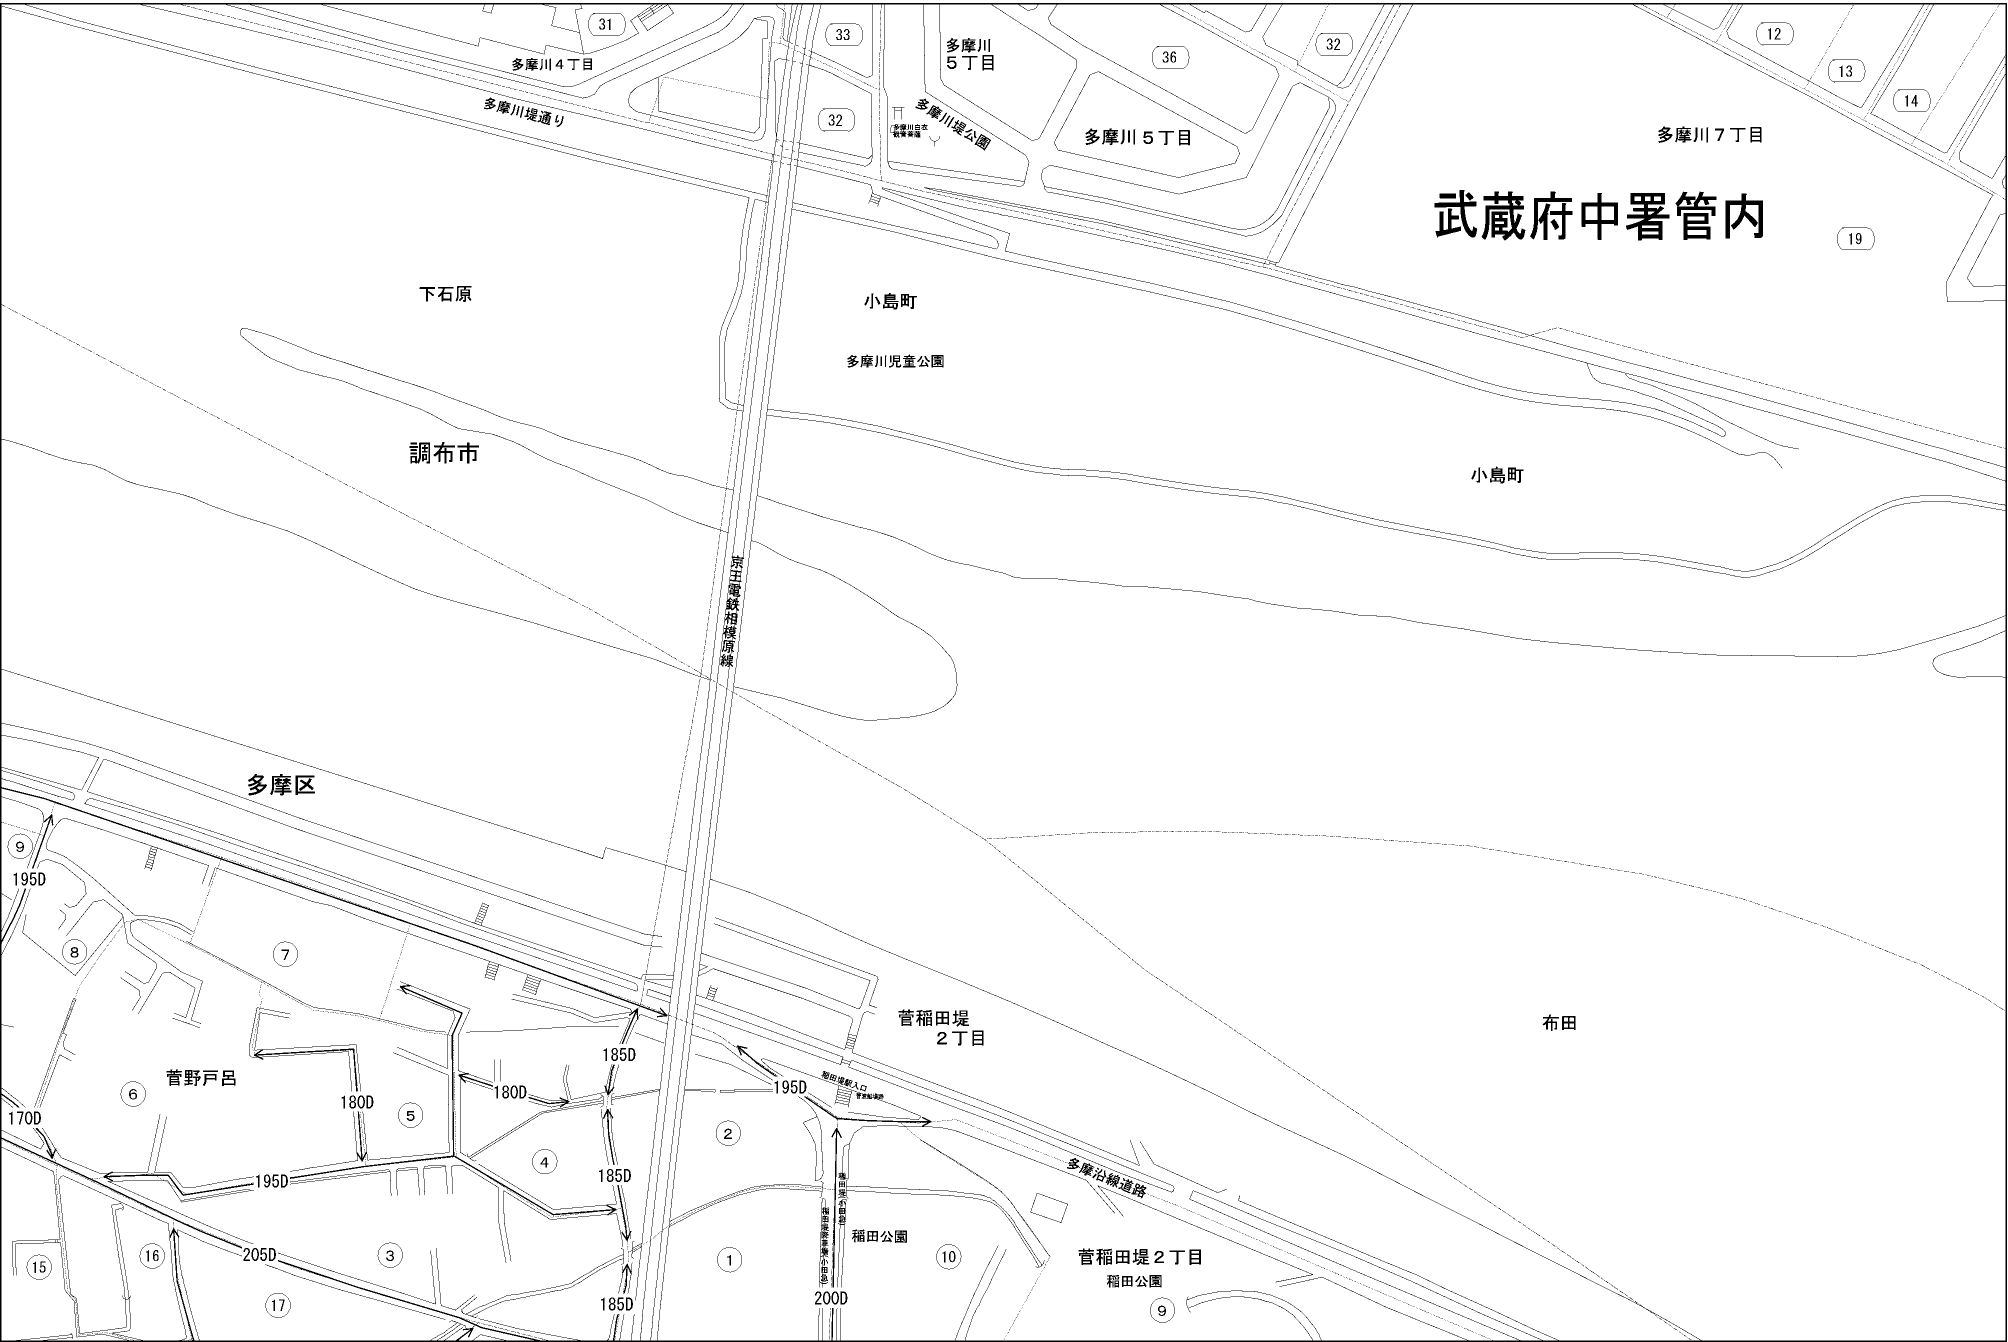 31
33
多摩川
５丁目
36
32
12
多摩川４丁目
13
多摩川堤通り
32
多摩川堤公園
14
多摩川５丁目
多摩川７丁目
武蔵府中署管内
19
下石原
小島町
多摩川児童公園
調布市
小島町
京王電鉄相模原線
多摩区
9
195D
8
7
菅稲田堤
２丁目
布田
185D
菅野戸呂
6
180D
180D
195D
稲田堤駅入口
170D
5
2
4
195D
185D
多摩沿線道路
16
205D
3
1
稲田公園
10
菅稲田堤２丁目
稲田公園
15
17
185D
200D
9